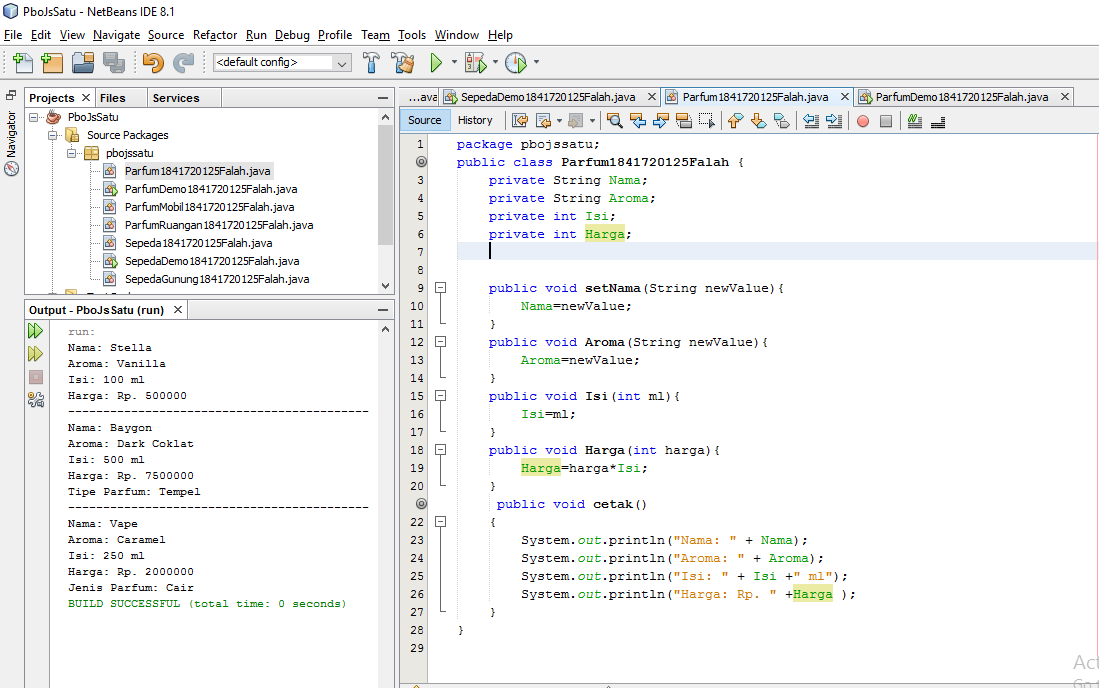 PboJsSatu - NetBeans IDE 8.1
File Edit View Navigate Source Refactor Run Debug Profile Team Tools Window Help
<default config>
Navigator
Projects Files Services
PboJsSatu
Source Packages
pbojssatu
Parfum1841720125Falah.java
ParfumDemo1841720125Falah.java
ParfumMobil1841720125Falah.java
ParfumRuangan1841720125Falah.java
Sepeda1841720125Falah.java
SepedaDemo1841720125Falah.java
SepedaGunung1841720125Falah.java
Output - PboJsSatu (run)
run:
Nama: Stella
Aroma: Vanilla
Isi: 100 ml
Harga: Rp. 500000
-------------------------------------------
Nama: Baygon
Aroma: Dark Coklat
Isi: 500 ml
Harga: Rp. 7500000
Tipe Parfum: Tempel
-------------------------------------------
Nama: Vape
Aroma: Caramel
Isi: 250 ml
Harga: Rp. 2000000
Jenis Parfum: Cair
BUILD SUCCESSFUL (total time: 0 seconds)
...ava SepedaDemo1841720125Falah.java Parfum1841720125Falah.java ParfumDemo1841720125Falah.java
Source History
1 package pbojssatu;
public class Parfum1841720125Falah {
3 private String Nama;
4 private String Aroma;
5 private int Isi;
6 private int Harga;
7
8
9 public void setNama(String newValue){
10 Nama=newValue;
11 }
12 public void Aroma(String newValue){
13 Aroma=newValue;
14 }
15 public void Isi(int ml){
16 Isi=ml;
17 }
18 public void Harga(int harga){
19 Harga=harga*Isi;
20 }
public void cetak()
22 {
23 System.out.println("Nama: " + Nama);
24 System.out.println("Aroma: " + Aroma);
25 System.out.println("Isi: " + Isi +" ml");
26 System.out.println("Harga: Rp. " +Harga );
27 }
28 }
29